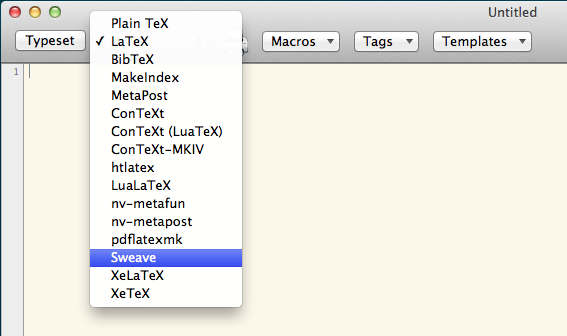 Untitled
Typeset
Macros
Tags
Templates
Plain TeX
✓ LaTeX
BibTeX
MakeIndex
MetaPost
ConTeXt
ConTeXt (LuaTeX)
ConTeXt-MKIV
htlatex
LuaLaTeX
nv-metafun
nv-metapost
pdflatexmk
Sweave
XeLaTeX
XeTeX
1